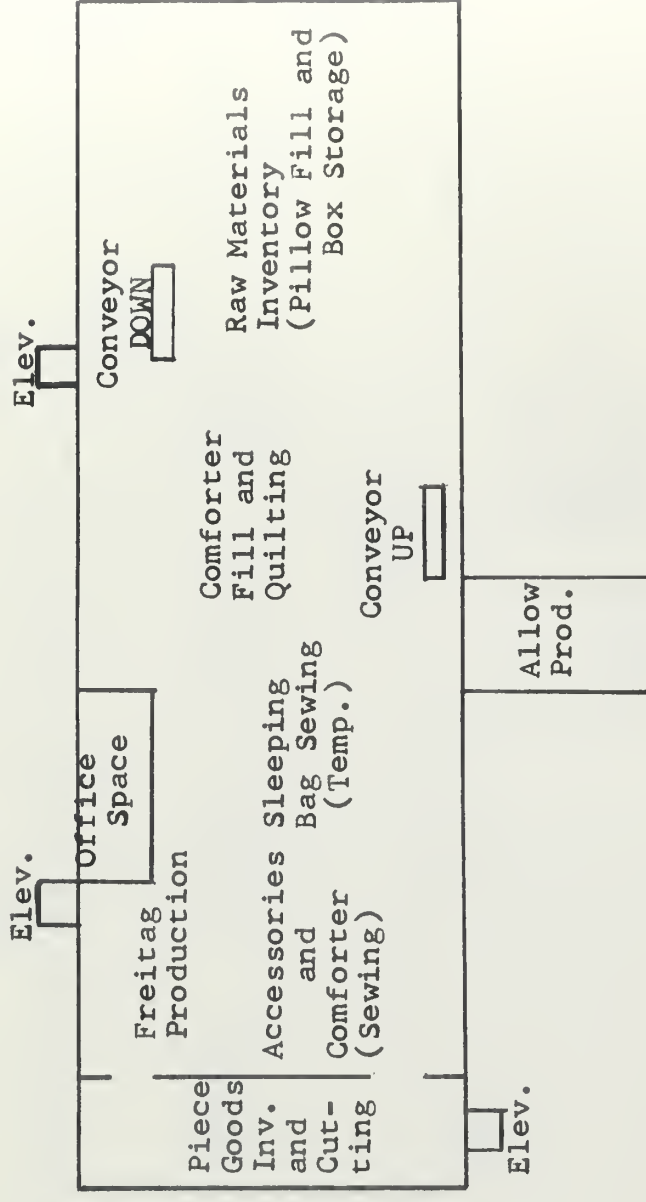 Elev.
Elev.
Office
Space
Conveyor
DOWN
Freitag
Production
Comforter
Fill and
Quilting
Raw Materials
Inventory
(Pillow Fill and
Box Storage)
Piece
Goods
Inv.
and
Cut-
ting
Accessories
and
Comforter
(Sewing)
Sleeping
Bag Sewing
(Temp.)
Conveyor
UP
Elev.
Allow
Prod.